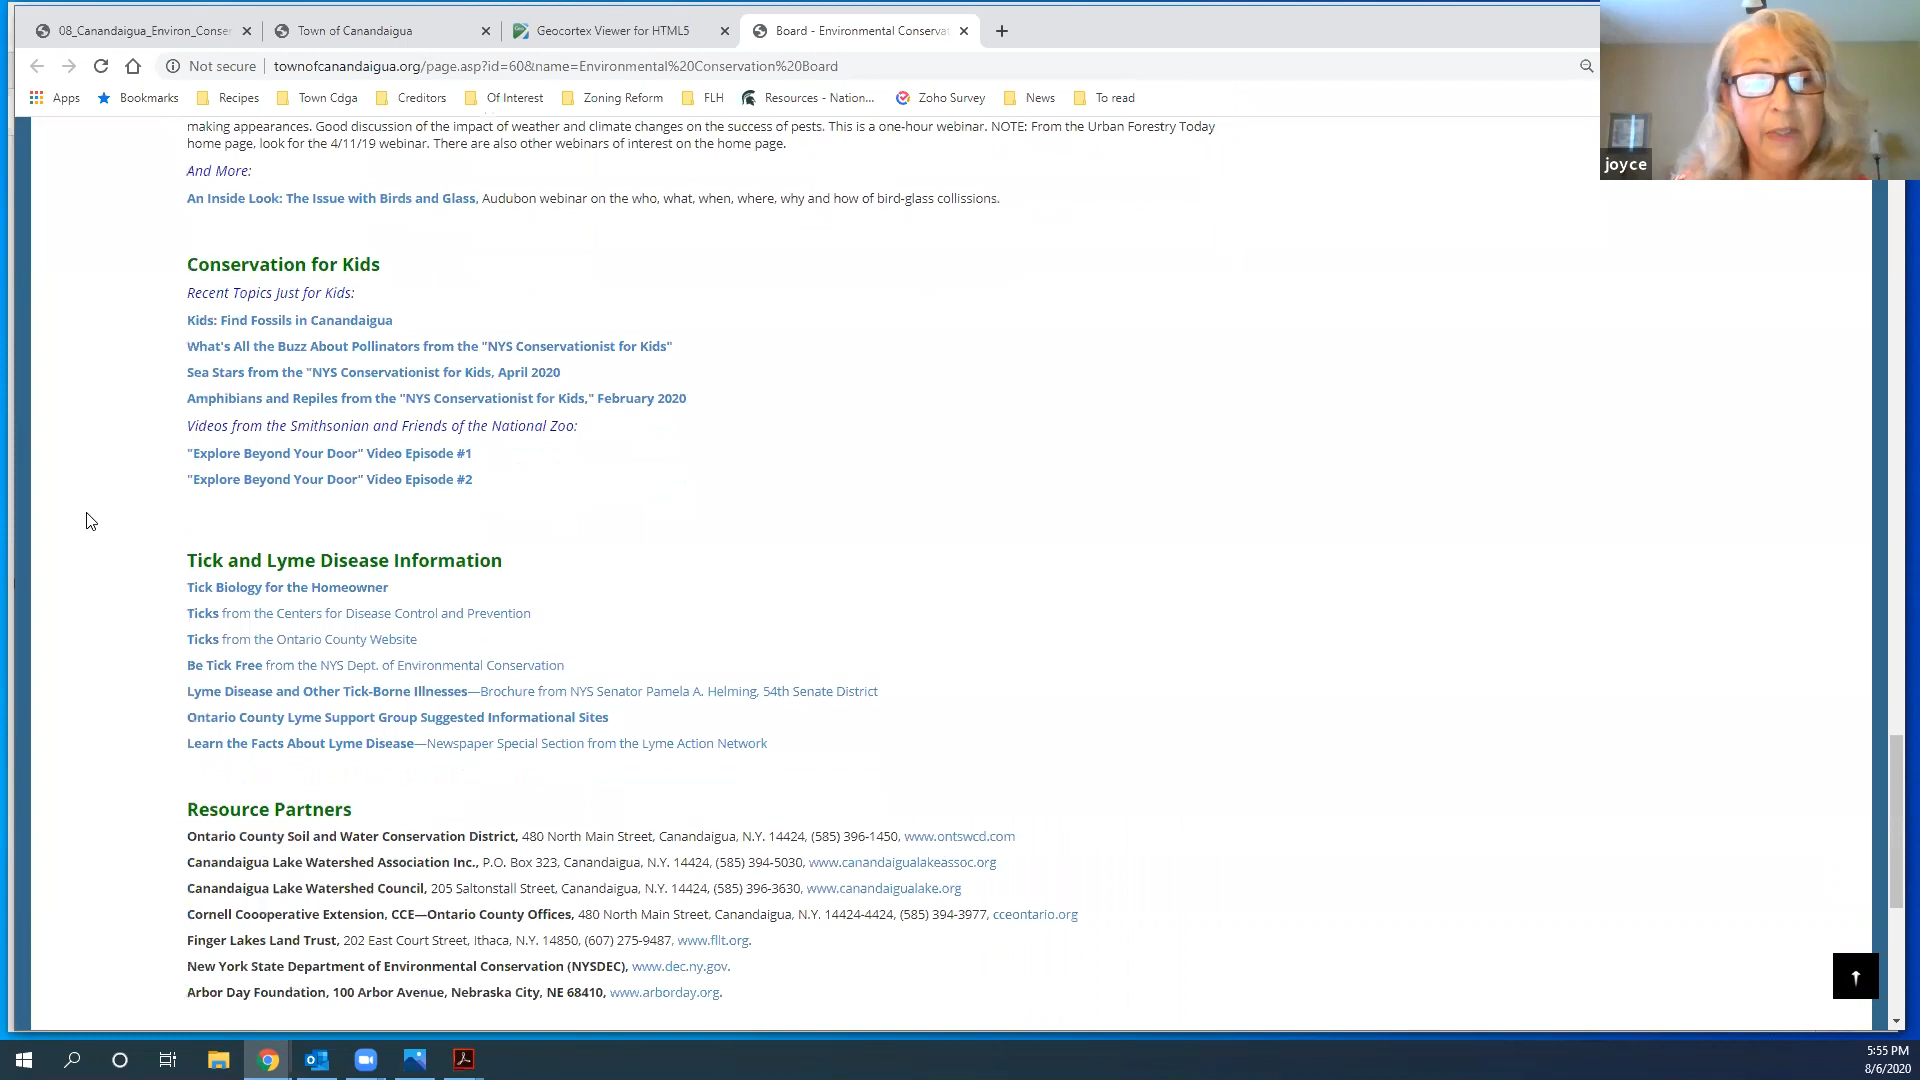 08_Canandaigua_Environ_Conser
Town of Canandaigua
Geocortex Viewer for HTML5
Board - Environmental Conserva
Not secure
townofcanandaigua.org/page.asp?id=60&name=Environmental%20Conservation%20Board
Apps
Bookmarks
Recipes
Town Cdga
Creditors
Of Interest
Zoning Reform
FLH
Resources - Nation...
Zoho Survey
News
To read
joyce
making appearances. Good discussion of the impact of weather and climate changes on the success of pests. This is a one-hour webinar. NOTE: From the Urban Forestry Today
home page, look for the 4/11/19 webinar. There are also other webinars of interest on the home page.
And More:
An Inside Look: The Issue with Birds and Glass, Audubon webinar on the who, what, when, where, why and how of bird-glass collissions.
Conservation for Kids
Recent Topics Just for Kids:
Kids: Find Fossils in Canandaigua
What's All the Buzz About Pollinators from the "NYS Conservationist for Kids"
Sea Stars from the "NYS Conservationist for Kids, April 2020
Amphibians and Repiles from the "NYS Conservationist for Kids," February 2020
Videos from the Smithsonian and Friends of the National Zoo:
"Explore Beyond Your Door" Video Episode #1
"Explore Beyond Your Door" Video Episode #2
Tick and Lyme Disease Information
Tick Biology for the Homeowner
Ticks from the Centers for Disease Control and Prevention
Ticks from the Ontario County Website
Be Tick Free from the NYS Dept. of Environmental Conservation
Lyme Disease and Other Tick-Borne Illnesses—Brochure from NYS Senator Pamela A. Helming, 54th Senate District
Ontario County Lyme Support Group Suggested Informational Sites
Learn the Facts About Lyme Disease—Newspaper Special Section from the Lyme Action Network
Resource Partners
Ontario County Soil and Water Conservation District, 480 North Main Street, Canandaigua, N.Y. 14424, (585) 396-1450, www.ontswcd.com
Canandaigua Lake Watershed Association Inc., P.O. Box 323, Canandaigua, N.Y. 14424, (585) 394-5030, www.canandaigualakeassoc.org
Canandaigua Lake Watershed Council, 205 Saltonstall Street, Canandaigua, N.Y. 14424, (585) 396-3630, www.canandaigualake.org
Cornell Coooperative Extension, CCE—Ontario County Offices, 480 North Main Street, Canandaigua, N.Y. 14424-4424, (585) 394-3977, cceontario.org
Finger Lakes Land Trust, 202 East Court Street, Ithaca, N.Y. 14850, (607) 275-9487, www.fllt.org.
New York State Department of Environmental Conservation (NYSDEC), www.dec.ny.gov.
Arbor Day Foundation, 100 Arbor Avenue, Nebraska City, NE 68410, www.arborday.org.
5:55 PM
8/6/2020